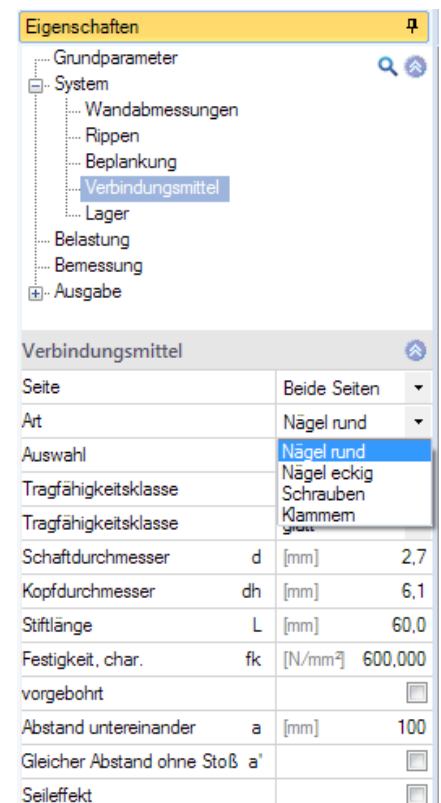 Eigenschaften
Grundparameter
System
Wandabmessungen
Rippen
Beplankung
Verbindungsmittel
Lager
Belastung
Bemessung
Ausgabe
Verbindungsmittel
Seite Beide Seiten
Art Nägel rund
Auswahl Nägel rund
Nägel eckig
Tragfähigkeitsklasse Schrauben
Klammern
Tragfähigkeitsklasse glatt
Schaftdurchmesser d [mm] 2,7
Kopfdurchmesser dh [mm] 6,1
Stiftlänge L [mm] 60,0
Festigkeit, char. fk [N/mm²] 600,000
vorgebohrt
Abstand untereinander a [mm] 100
Gleicher Abstand ohne Stoß a'
Seileffekt